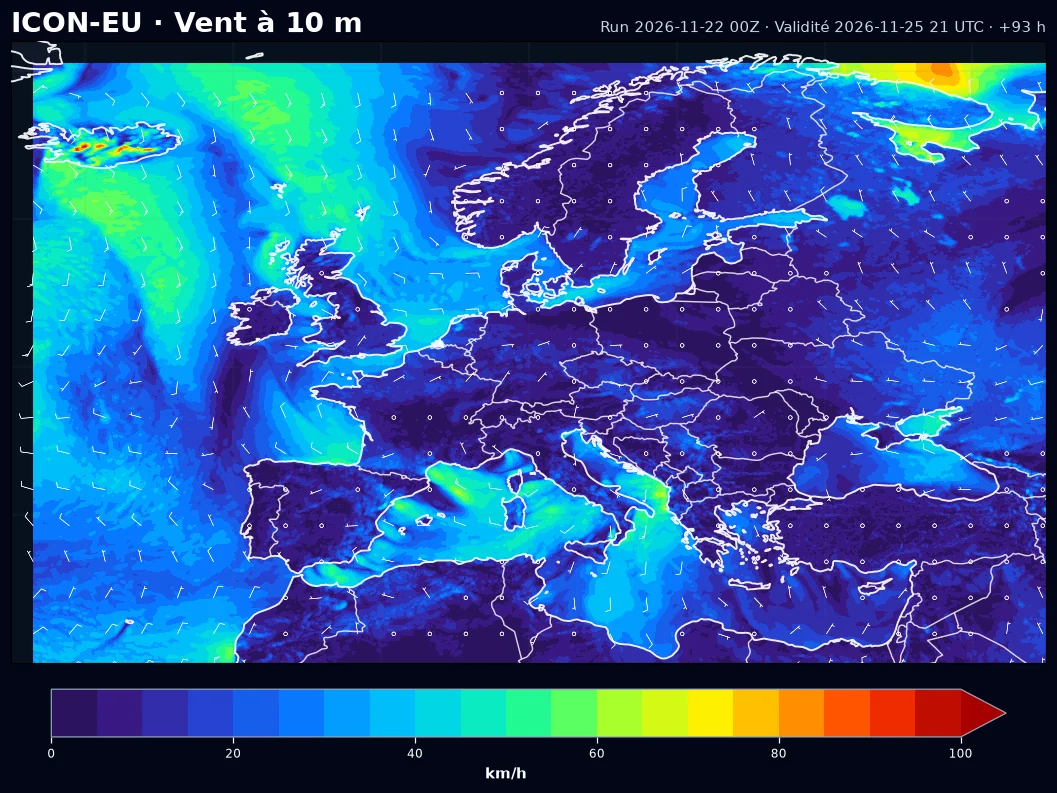 ICON-EU · Vent à 10 m
Run 2026-11-22 00Z · Validité 2026-11-25 21 UTC · +93 h
0 20 40 60 80 100
km/h